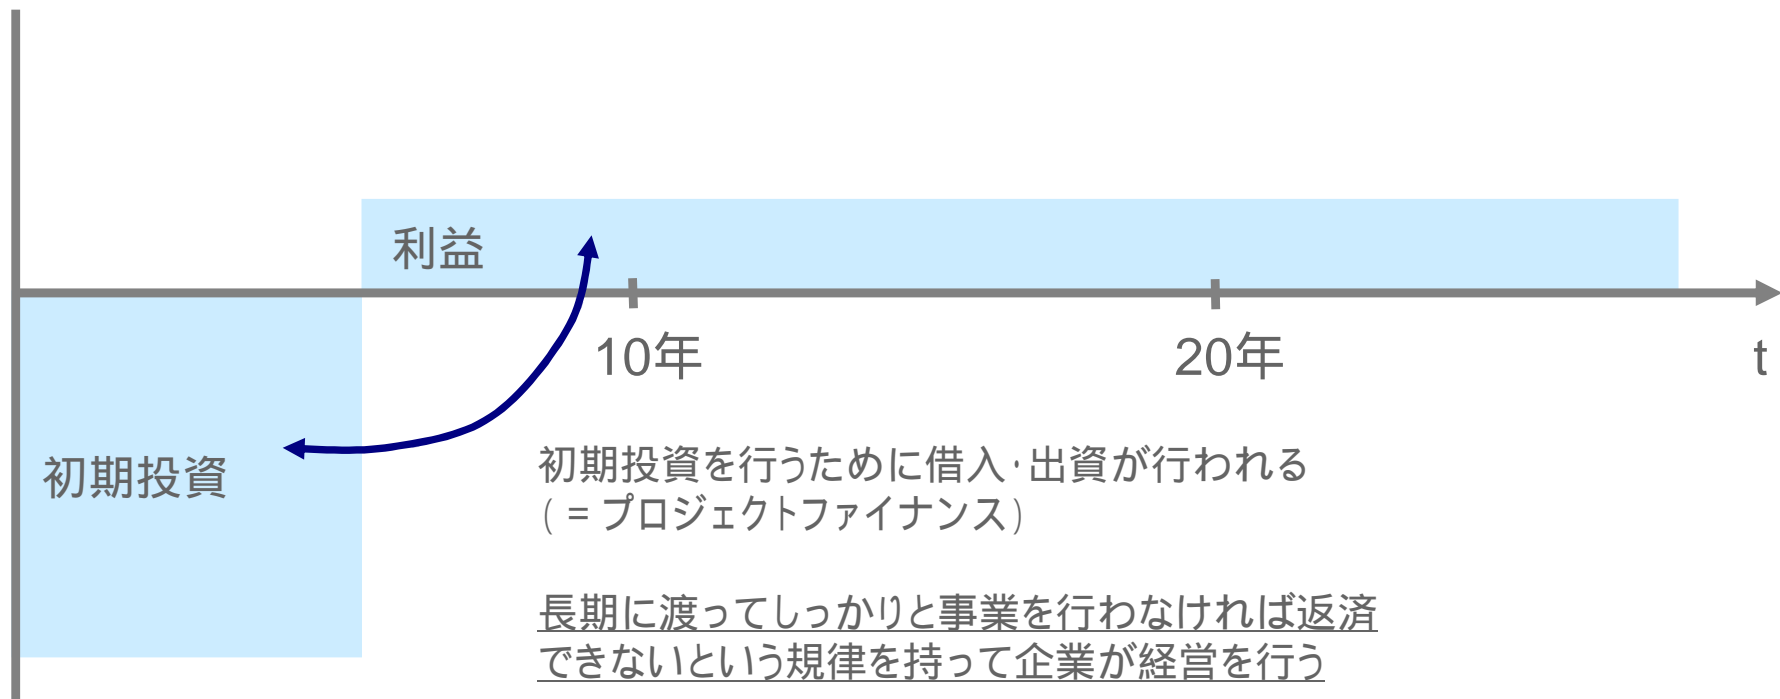 利益
10年
20年
t
初期投資
初期投資を行うために借入・出資が行われる
(=プロジェクトファイナンス)
長期に渡ってしっかりと事業を行わなければ返済
できないという規律を持って企業が経営を行う